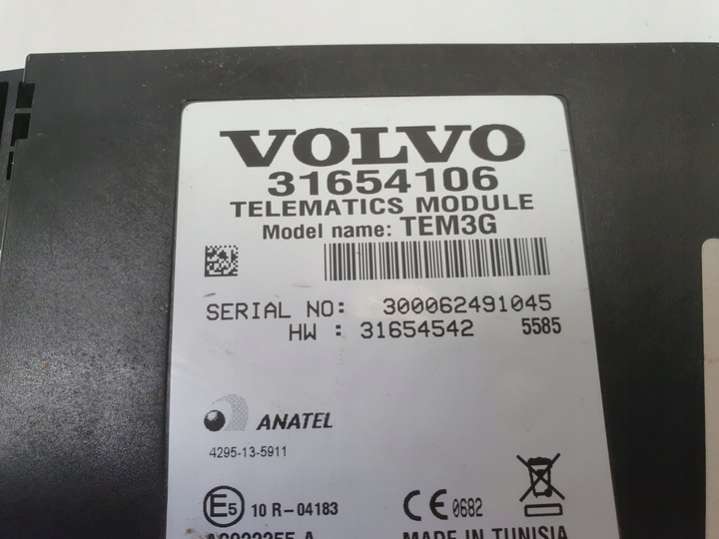 VOLVO
31654106
TELEMATICS MODULE
Model name: TEM3G
SERIAL NO: 300062491045
HW : 31654542 5585
ANATEL
4295-13-5911
E5 10 R-04183 CE 0682
MADE IN TUNISIA